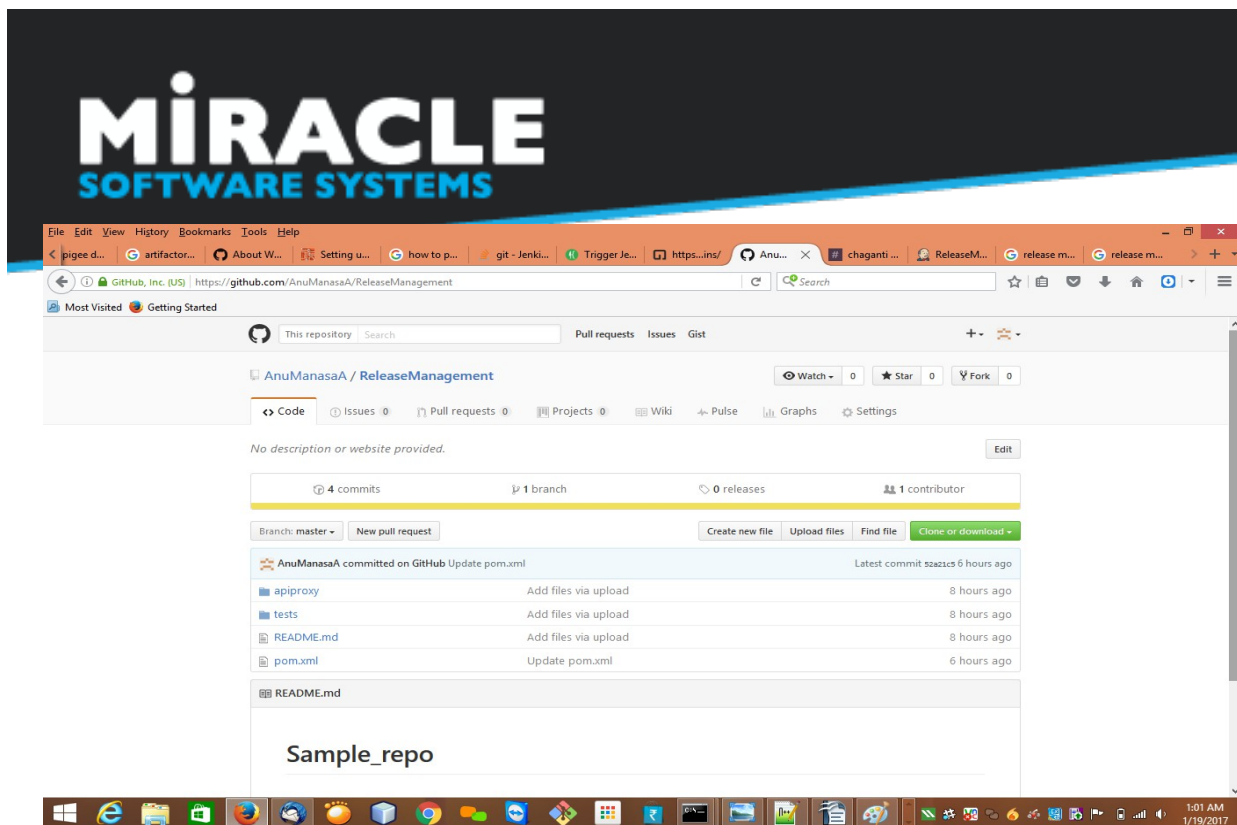 MiRACLE
SOFTWARE SYSTEMS
File Edit View History Bookmarks Tools Help
pigee d... artifactor... About W... Setting u... how to p... git - Jenki... Trigger Je... https...ins/ Anu... chaganti ... ReleaseM... release m... release m...
GitHub, Inc. (US) https://github.com/AnuManasaA/ReleaseManagement Search
Most Visited Getting Started
This repository Search Pull requests Issues Gist
AnuManasaA / ReleaseManagement Watch 0 Star 0 Fork 0
Code Issues 0 Pull requests 0 Projects 0 Wiki Pulse Graphs Settings
No description or website provided. Edit
4 commits 1 branch 0 releases 1 contributor
Branch: master New pull request Create new file Upload files Find file Clone or download
AnuManasaA committed on GitHub Update pom.xml Latest commit 52a21c5 6 hours ago
apiproxy Add files via upload 8 hours ago
tests Add files via upload 8 hours ago
README.md Add files via upload 8 hours ago
pom.xml Update pom.xml 6 hours ago
README.md
Sample_repo
1:01 AM
1/19/2017